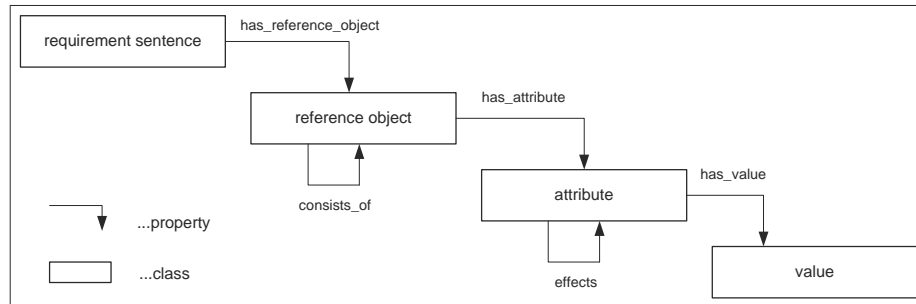 requirement sentence
has_reference_object
reference object
has_attribute
consists_of
attribute
has_value
effects
value
...property
...class